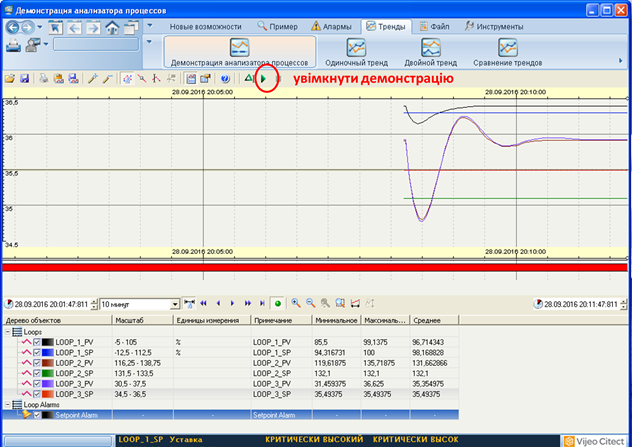 Демонстрация анализатора процессов
Новые возможности Пример Алармы Тренды Файл Инструменты
Демонстрация анализатора процессов Одиночный тренд Двойной тренд Сравнение трендов
увімкнути демонстрацію
28.09.2016 20:05:00 28.09.2016 20:10:00
36,5
36
35,5
35
34,5
28.09.2016 20:05:00 28.09.2016 20:10:00
28.09.2016 20:01:47:811 10 минут 28.09.2016 20:11:47:811
Дерево объектов Масштаб Единицы измерения Примечание Минимальное Максималь... Среднее
Loops
LOOP_1_PV -5 - 105 % LOOP_1_PV 85,5 99,1375 96,714343
LOOP_1_SP -12,5 - 112,5 % LOOP_1_SP 94,316731 100 98,168828
LOOP_2_PV 116,25 - 138,75 LOOP_2_PV 119,61875 135,71875 131,662866
LOOP_2_SP 131,5 - 133,5 LOOP_2_SP 132,1 132,1 132,1
LOOP_3_PV 30,5 - 37,5 LOOP_3_PV 31,459375 36,625 35,354975
LOOP_3_SP 34,5 - 36,5 LOOP_3_SP 35,49375 35,49375 35,49375
Loop Alarms
Setpoint Alarm - - Setpoint Alarm - - -
LOOP_1_SP Уставка КРИТИЧЕСКИ ВЫСОКИЙ КРИТИЧЕСКИ ВЫСОК
Vijeo Citect